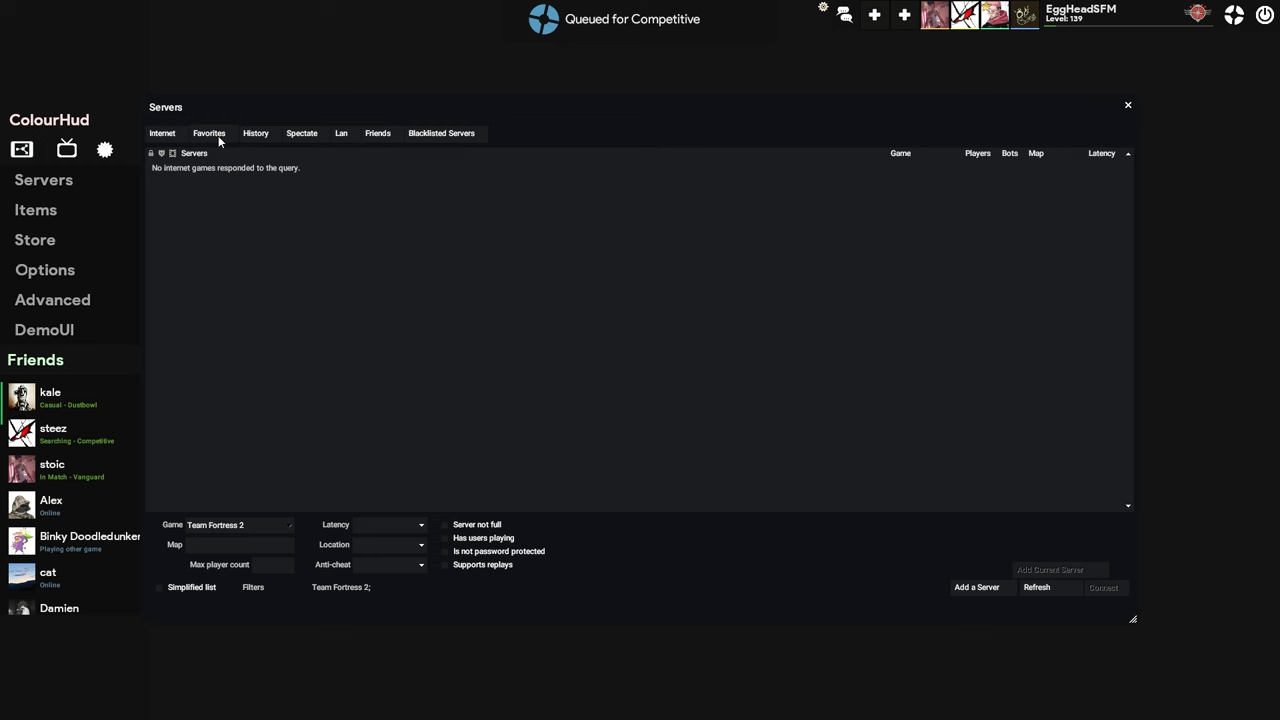 Queued for Competitive
EggHeadSFM
Level: 139
ColourHud
Servers
Items
Store
Options
Advanced
DemoUI
Friends
kale
Casual - Dustbowl
steez
Searching - Competitive
stoic
In Match - Vanguard
Alex
Online
Binky Doodledunker
Playing other game
cat
Online
Damien
Servers
Internet Favorites History Spectate Lan Friends Blacklisted Servers
Servers Game Players Bots Map Latency
No internet games responded to the query.
Game Team Fortress 2 Latency Server not full
Has users playing
Map Location
Is not password protected
Max player count Anti-cheat Supports replays
Add Current Server
Simplified list Filters Team Fortress 2; Add a Server Refresh Connect